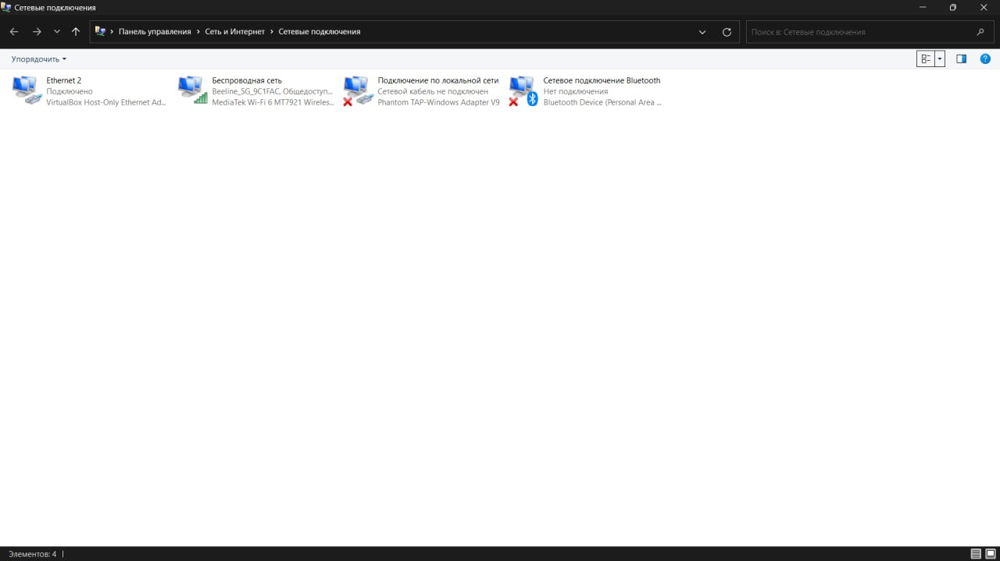 Сетевые подключения
Панель управления > Сеть и Интернет > Сетевые подключения
Поиск в: Сетевые подключения
Упорядочить
Ethernet 2
Подключено
VirtualBox Host-Only Ethernet Ad...
Беспроводная сеть
Beeline_5G_9C1FAC, Общедоступ...
MediaTek Wi-Fi 6 MT7921 Wireles...
Подключение по локальной сети
Сетевой кабель не подключен
Phantom TAP-Windows Adapter V9
Сетевое подключение Bluetooth
Нет подключения
Bluetooth Device (Personal Area ...
Элементов: 4